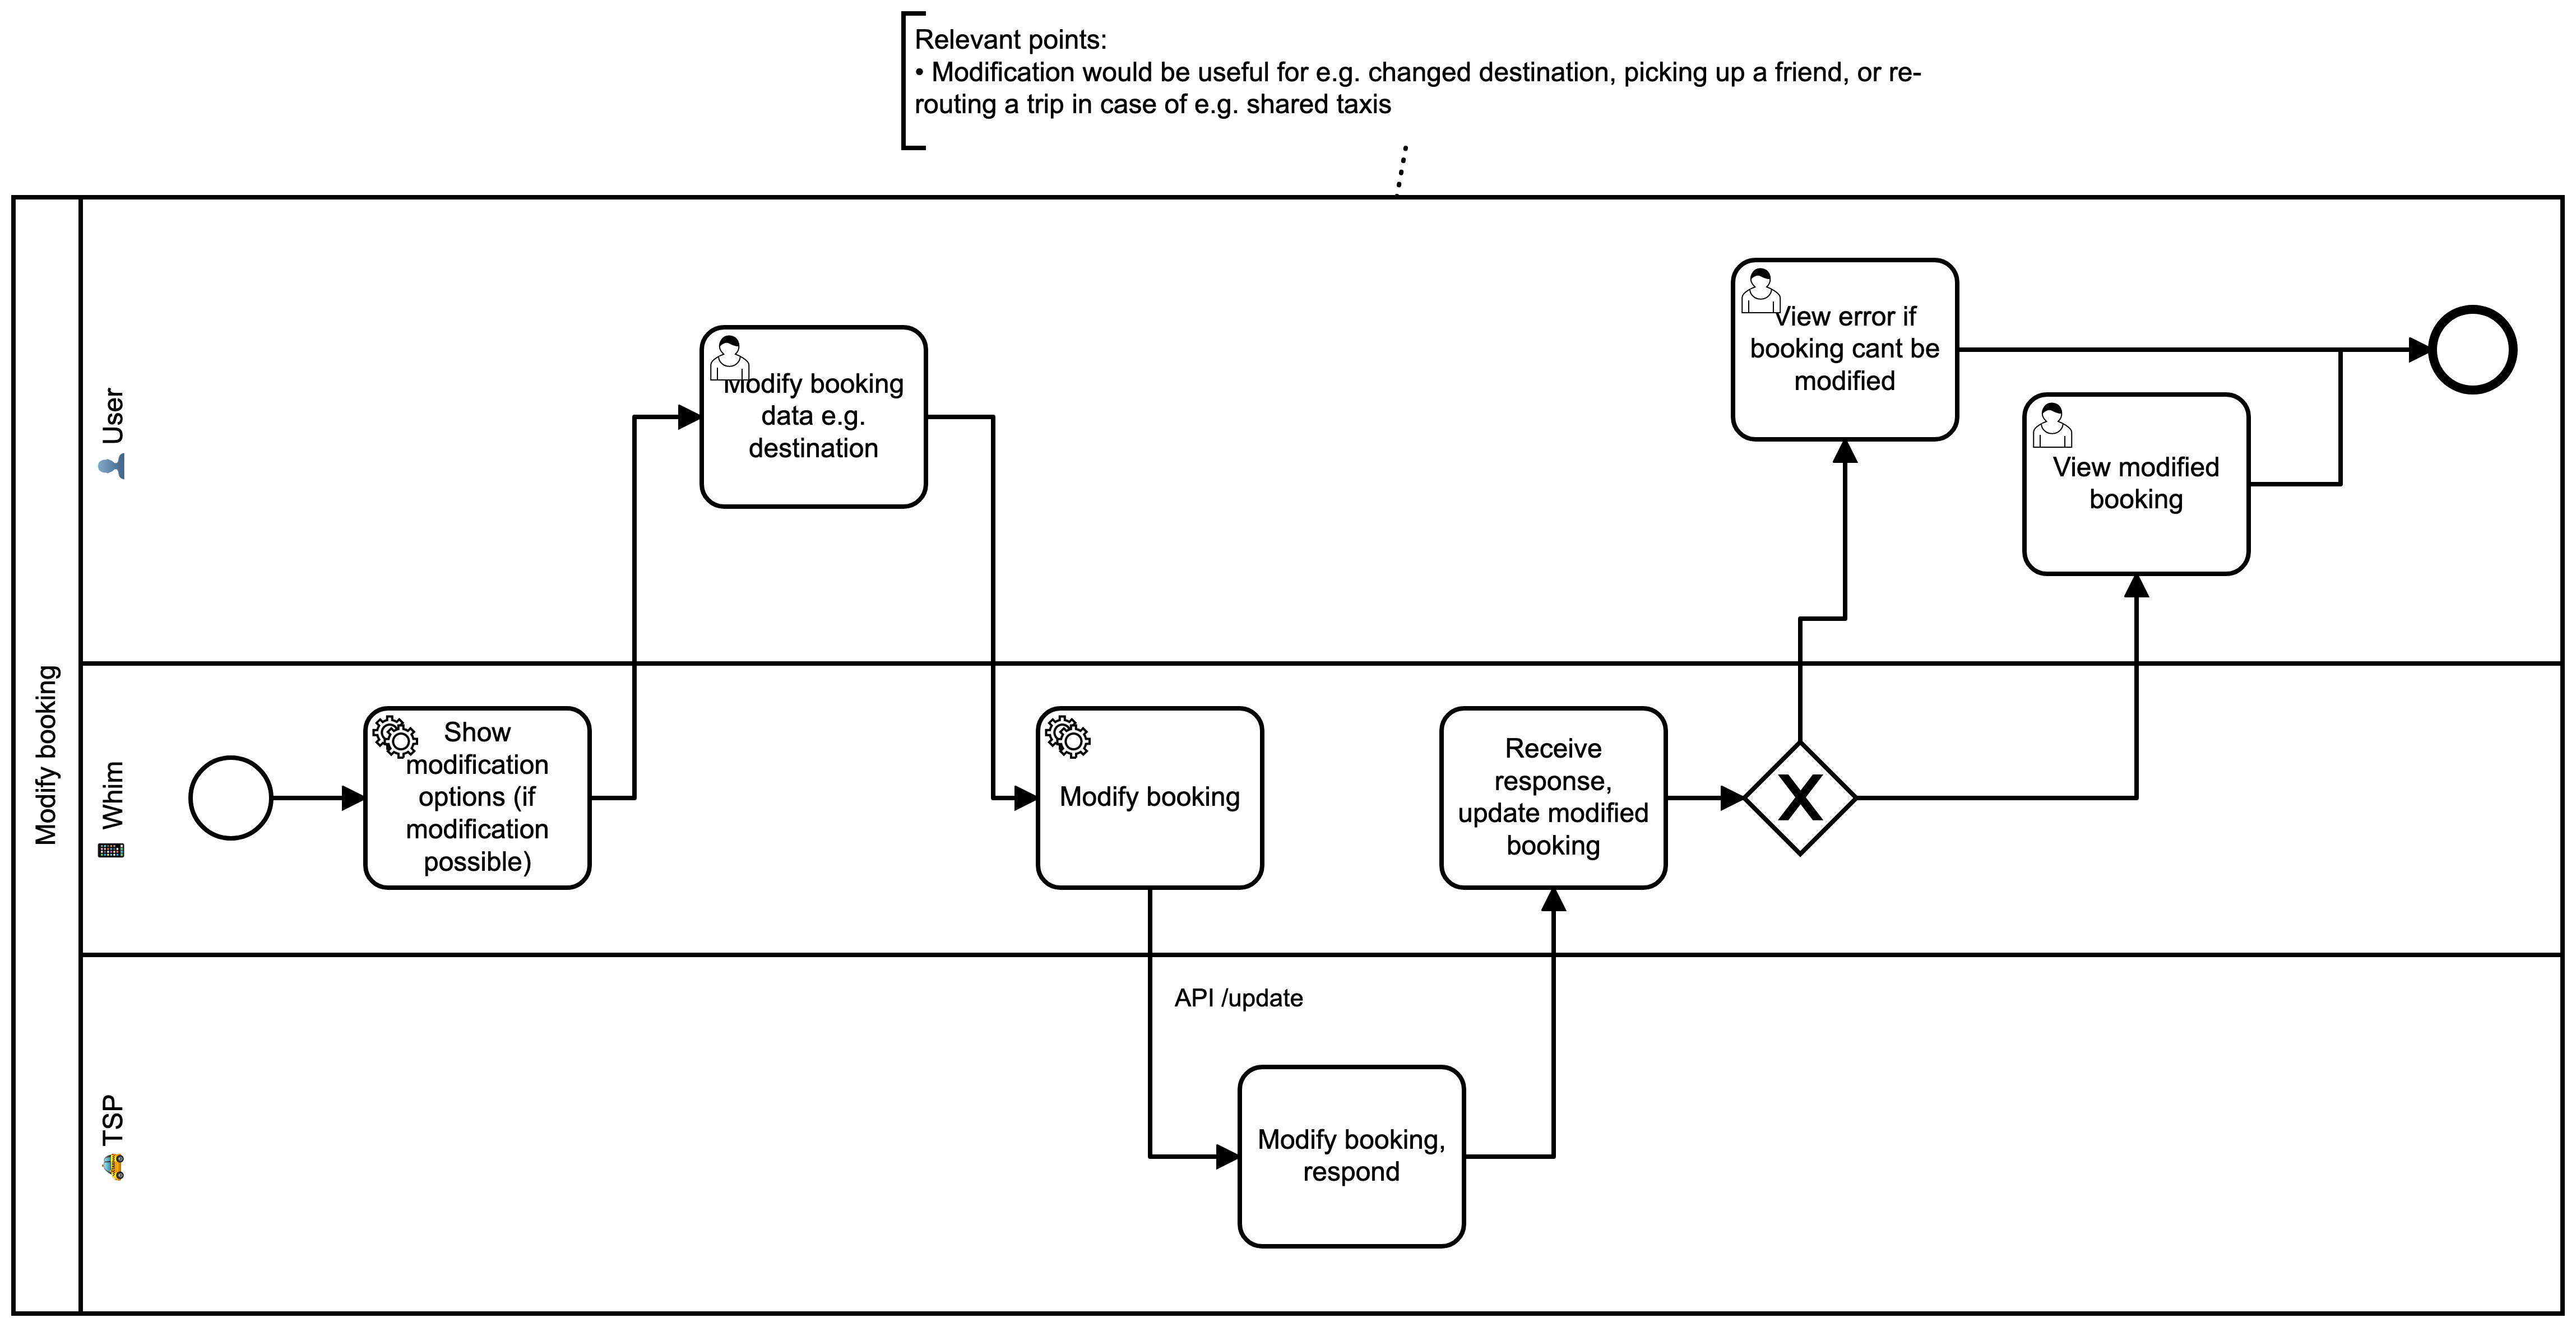 Relevant points:
• Modification would be useful for e.g. changed destination, picking up a friend, or re-
routing a trip in case of e.g. shared taxis
Modify booking
User
Whim
TSP
Modify booking
data e.g.
destination
View error if
booking cant be
modified
View modified
booking
Show
modification
options (if
modification
possible)
Modify booking
Receive
response,
update modified
booking
API /update
Modify booking,
respond